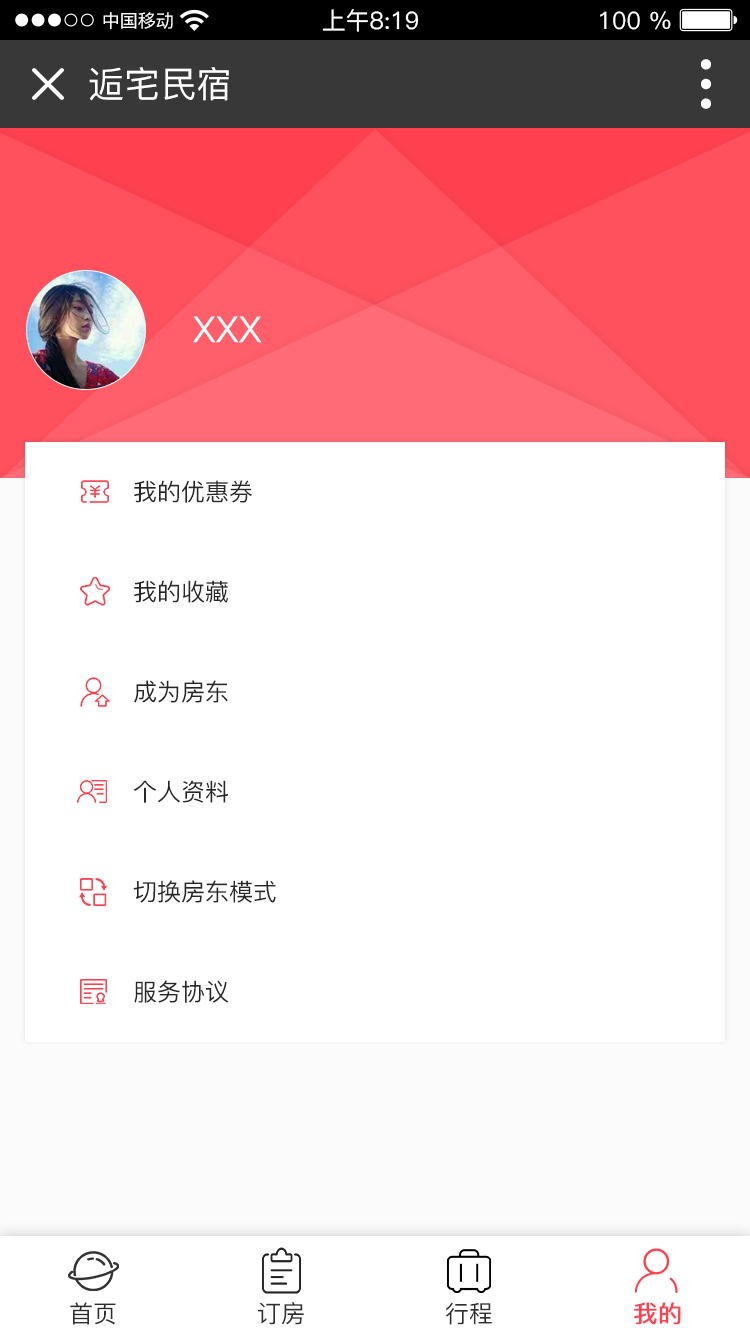 中国移动 上午8:19 100 %
逅宅民宿
XXX
我的优惠券
我的收藏
成为房东
个人资料
切换房东模式
服务协议
首页 订房 行程 我的